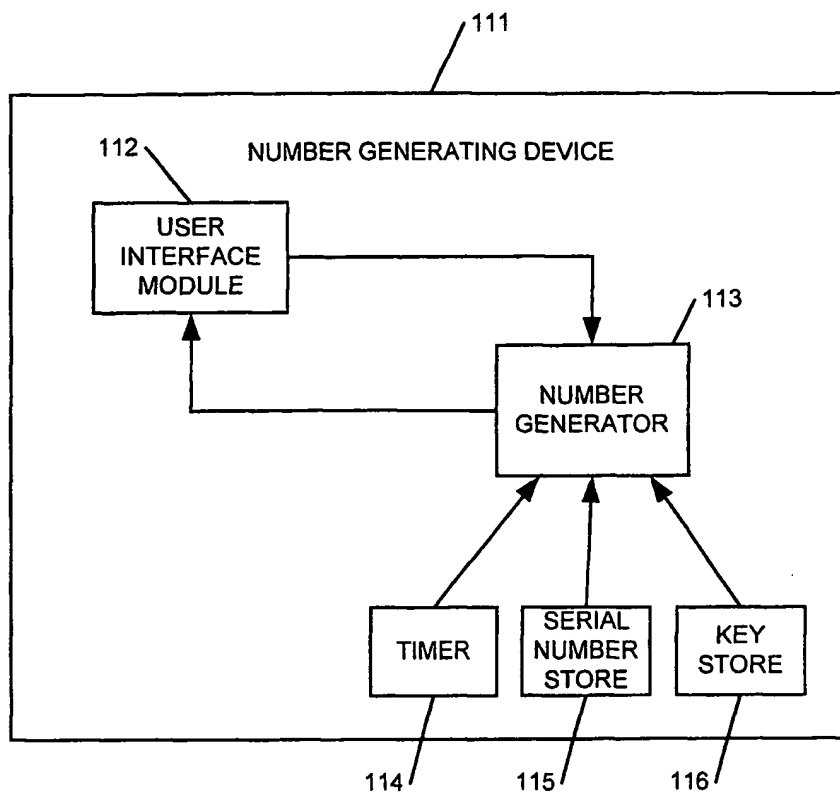 111
NUMBER GENERATING DEVICE
112
USER
INTERFACE
MODULE
113
NUMBER
GENERATOR
TIMER
SERIAL
NUMBER
STORE
KEY
STORE
114
115
116